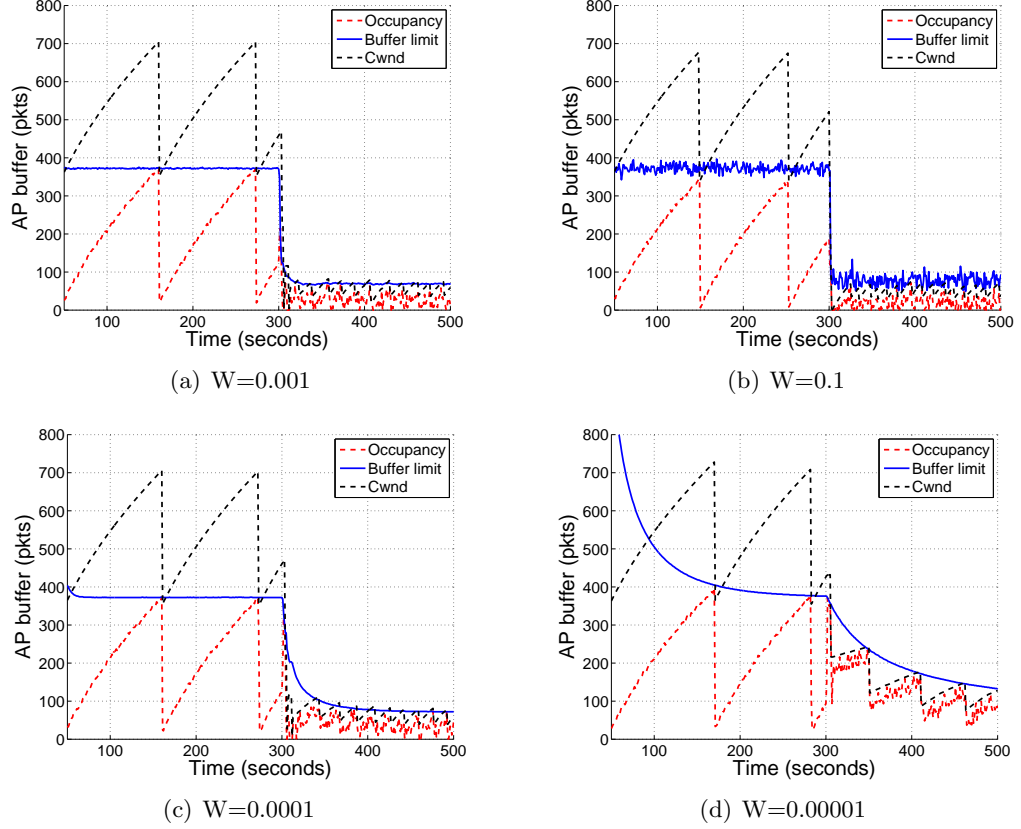 800
700
600
500
400
300
200
100
0
AP buffer (pkts)
Occupancy
Buffer limit
Cwnd
100 200 300 400 500
Time (seconds)
(a) W=0.001
800
700
600
500
400
300
200
100
0
AP buffer (pkts)
Occupancy
Buffer limit
Cwnd
100 200 300 400 500
Time (seconds)
(b) W=0.1
800
700
600
500
400
300
200
100
0
AP buffer (pkts)
Occupancy
Buffer limit
Cwnd
100 200 300 400 500
Time (seconds)
(c) W=0.0001
800
700
600
500
400
300
200
100
0
AP buffer (pkts)
Occupancy
Buffer limit
Cwnd
100 200 300 400 500
Time (seconds)
(d) W=0.00001